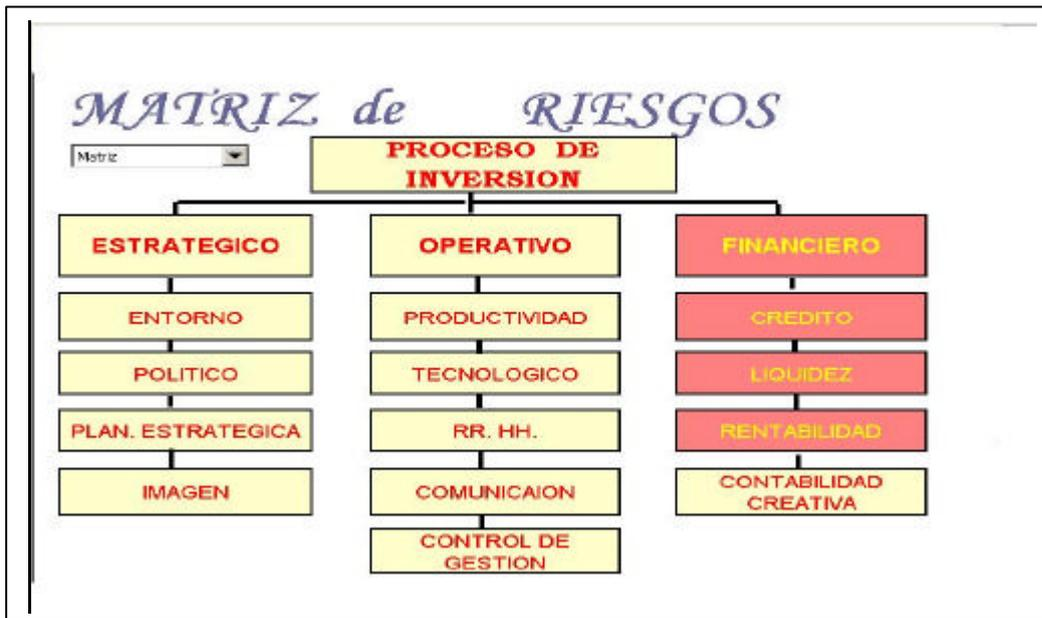 MATRIZ de RIESGOS
Matriz
PROCESO DE
INVERSION
ESTRATEGICO
ENTORNO
POLITICO
PLAN. ESTRATEGICA
IMAGEN
OPERATIVO
PRODUCTIVIDAD
TECNOLOGICO
RR. HH.
COMUNICAION
CONTROL DE
GESTION
FINANCIERO
CREDITO
LIQUIDEZ
RENTABILIDAD
CONTABILIDAD
CREATIVA